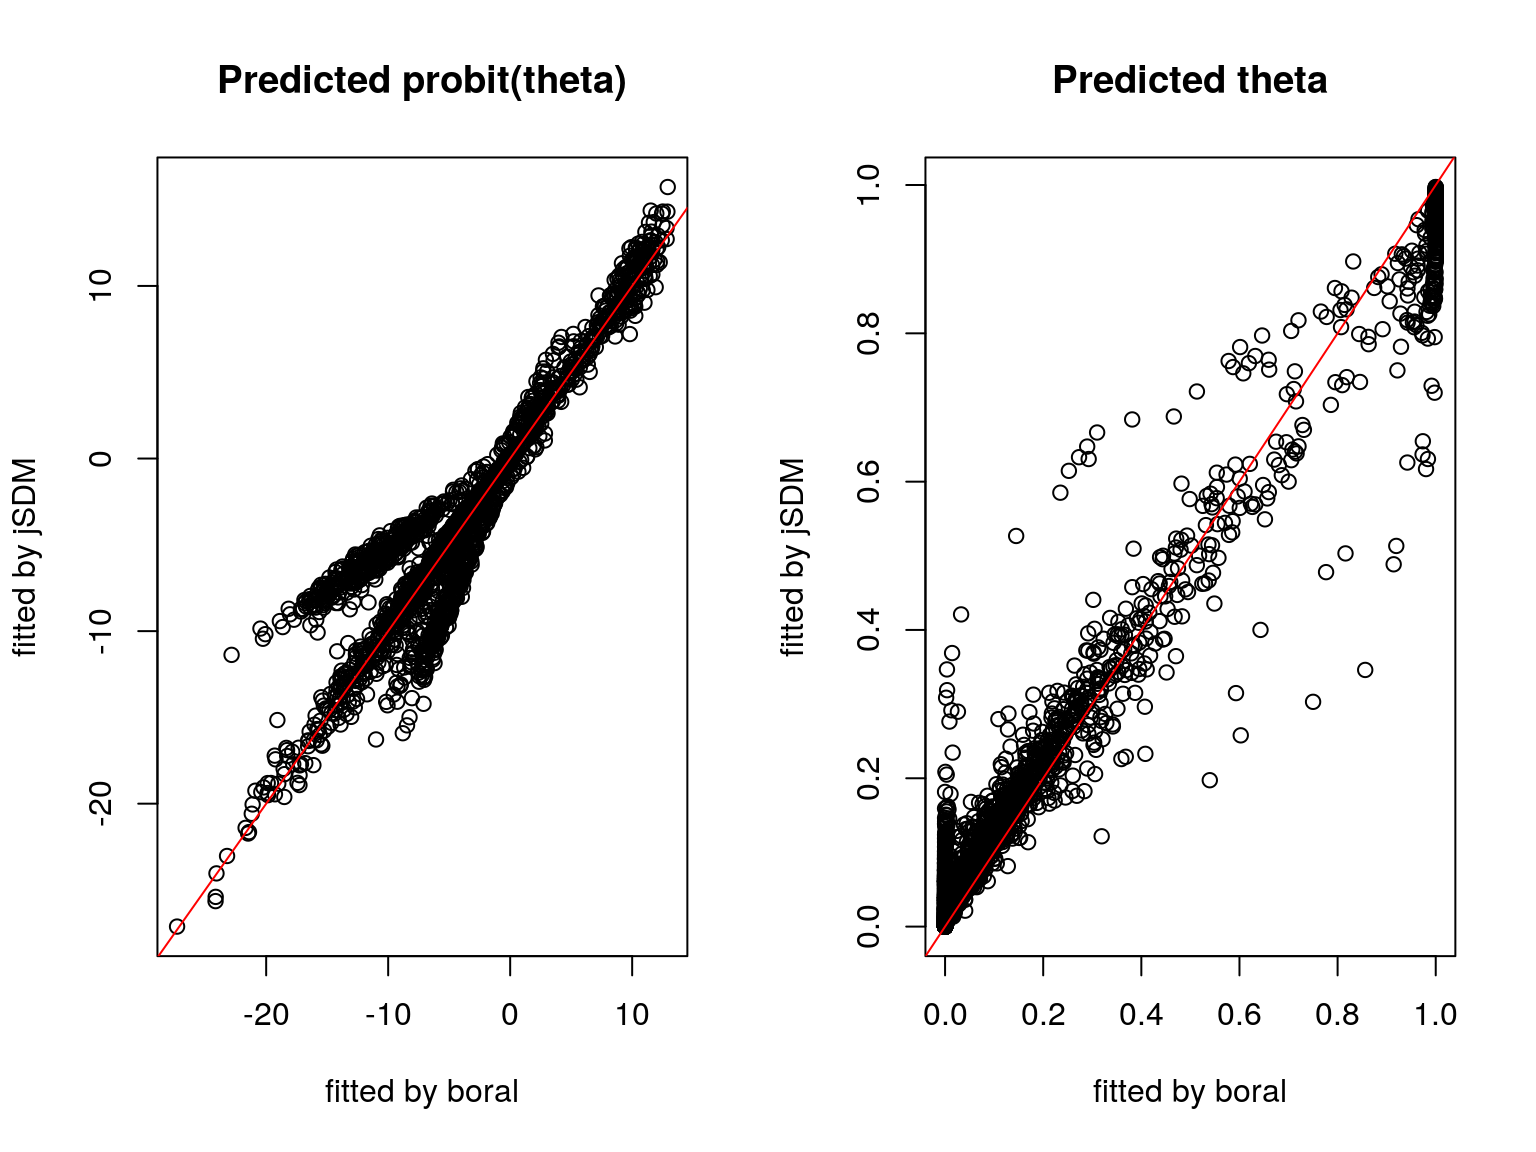 Predicted probit(theta)
fitted by jSDM
10
0
-10
-20
-20 -10 0 10
fitted by boral
Predicted theta
fitted by jSDM
1.0
0.8
0.6
0.4
0.2
0.0
0.0 0.2 0.4 0.6 0.8 1.0
fitted by boral